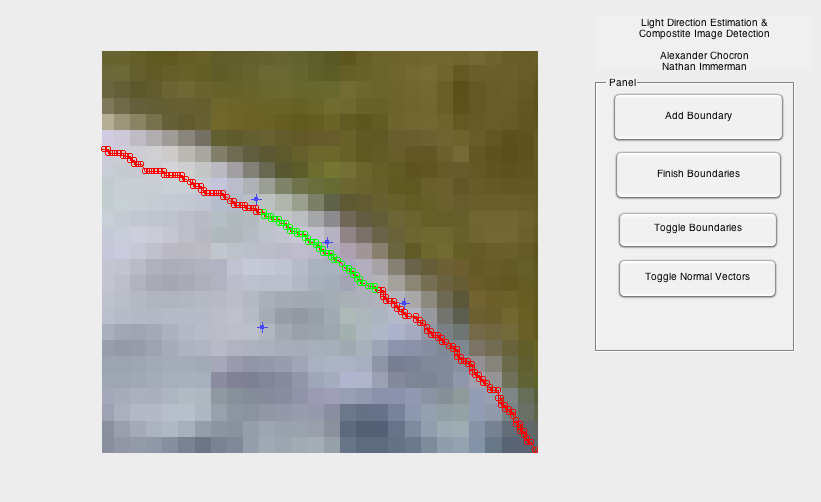 Light Direction Estimation &
Compostite Image Detection
Alexander Chocron
Nathan Immerman
Panel
Add Boundary
Finish Boundaries
Toggle Boundaries
Toggle Normal Vectors